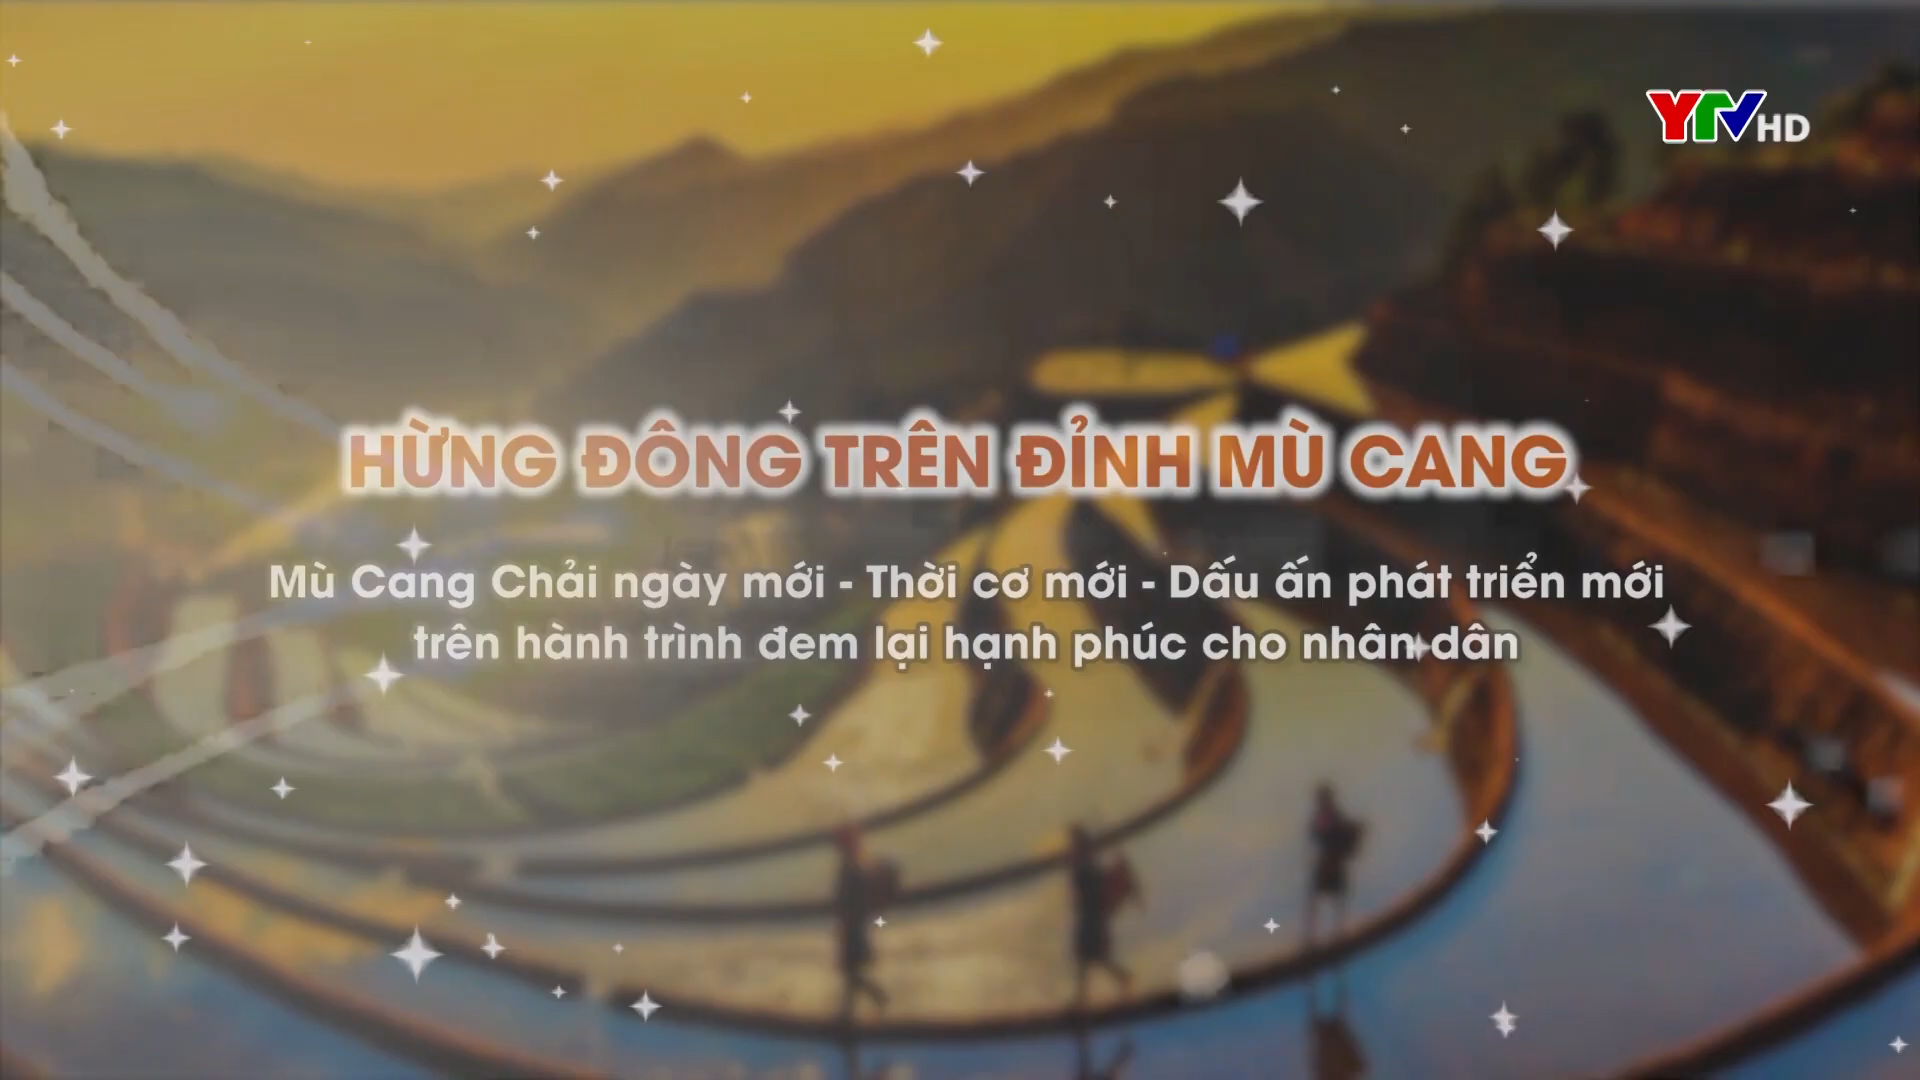 YTV HD
HỪNG ĐÔNG TRÊN ĐỈNH MÙ CANG
Mù Cang Chải ngày mới - Thời cơ mới - Dấu ấn phát triển mới
trên hành trình đem lại hạnh phúc cho nhân dân